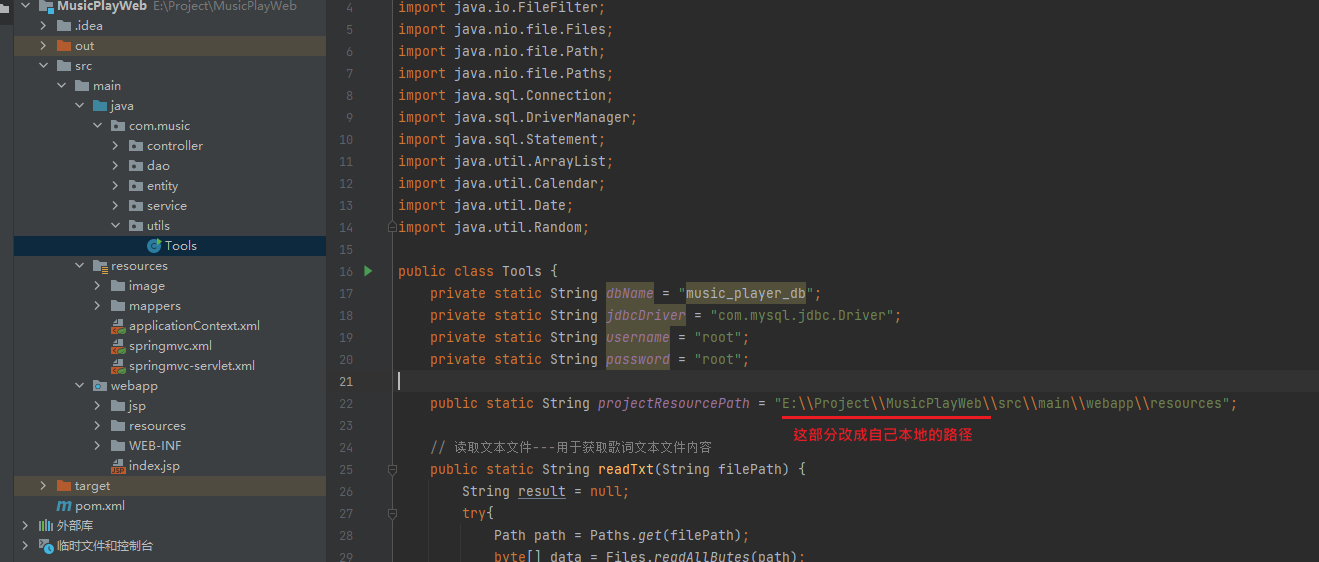 MusicPlayWeb E:\Project\MusicPlayWeb
.idea
out
src
main
java
com.music
controller
dao
entity
service
utils
Tools
resources
image
mappers
applicationContext.xml
springmvc.xml
springmvc-servlet.xml
webapp
jsp
resources
WEB-INF
index.jsp
target
pom.xml
外部库
临时文件和控制台
4 import java.io.FileFilter;
5 import java.nio.file.Files;
6 import java.nio.file.Path;
7 import java.nio.file.Paths;
8 import java.sql.Connection;
9 import java.sql.DriverManager;
10 import java.sql.Statement;
11 import java.util.ArrayList;
12 import java.util.Calendar;
13 import java.util.Date;
14 import java.util.Random;
15
16 public class Tools {
17 private static String dbName = "music_player_db";
18 private static String jdbcDriver = "com.mysql.jdbc.Driver";
19 private static String username = "root";
20 private static String password = "root";
21
22 public static String projectResourcePath = "E:\\Project\\MusicPlayWeb\\src\\main\\webapp\\resources";
这部分改成自己本地的路径
23
24 // 读取文本文件---用于获取歌词文本文件内容
25 public static String readTxt(String filePath) {
26 String result = null;
27 try{
28 Path path = Paths.get(filePath);
29 byte[] data = Files.readAllBytes(path);